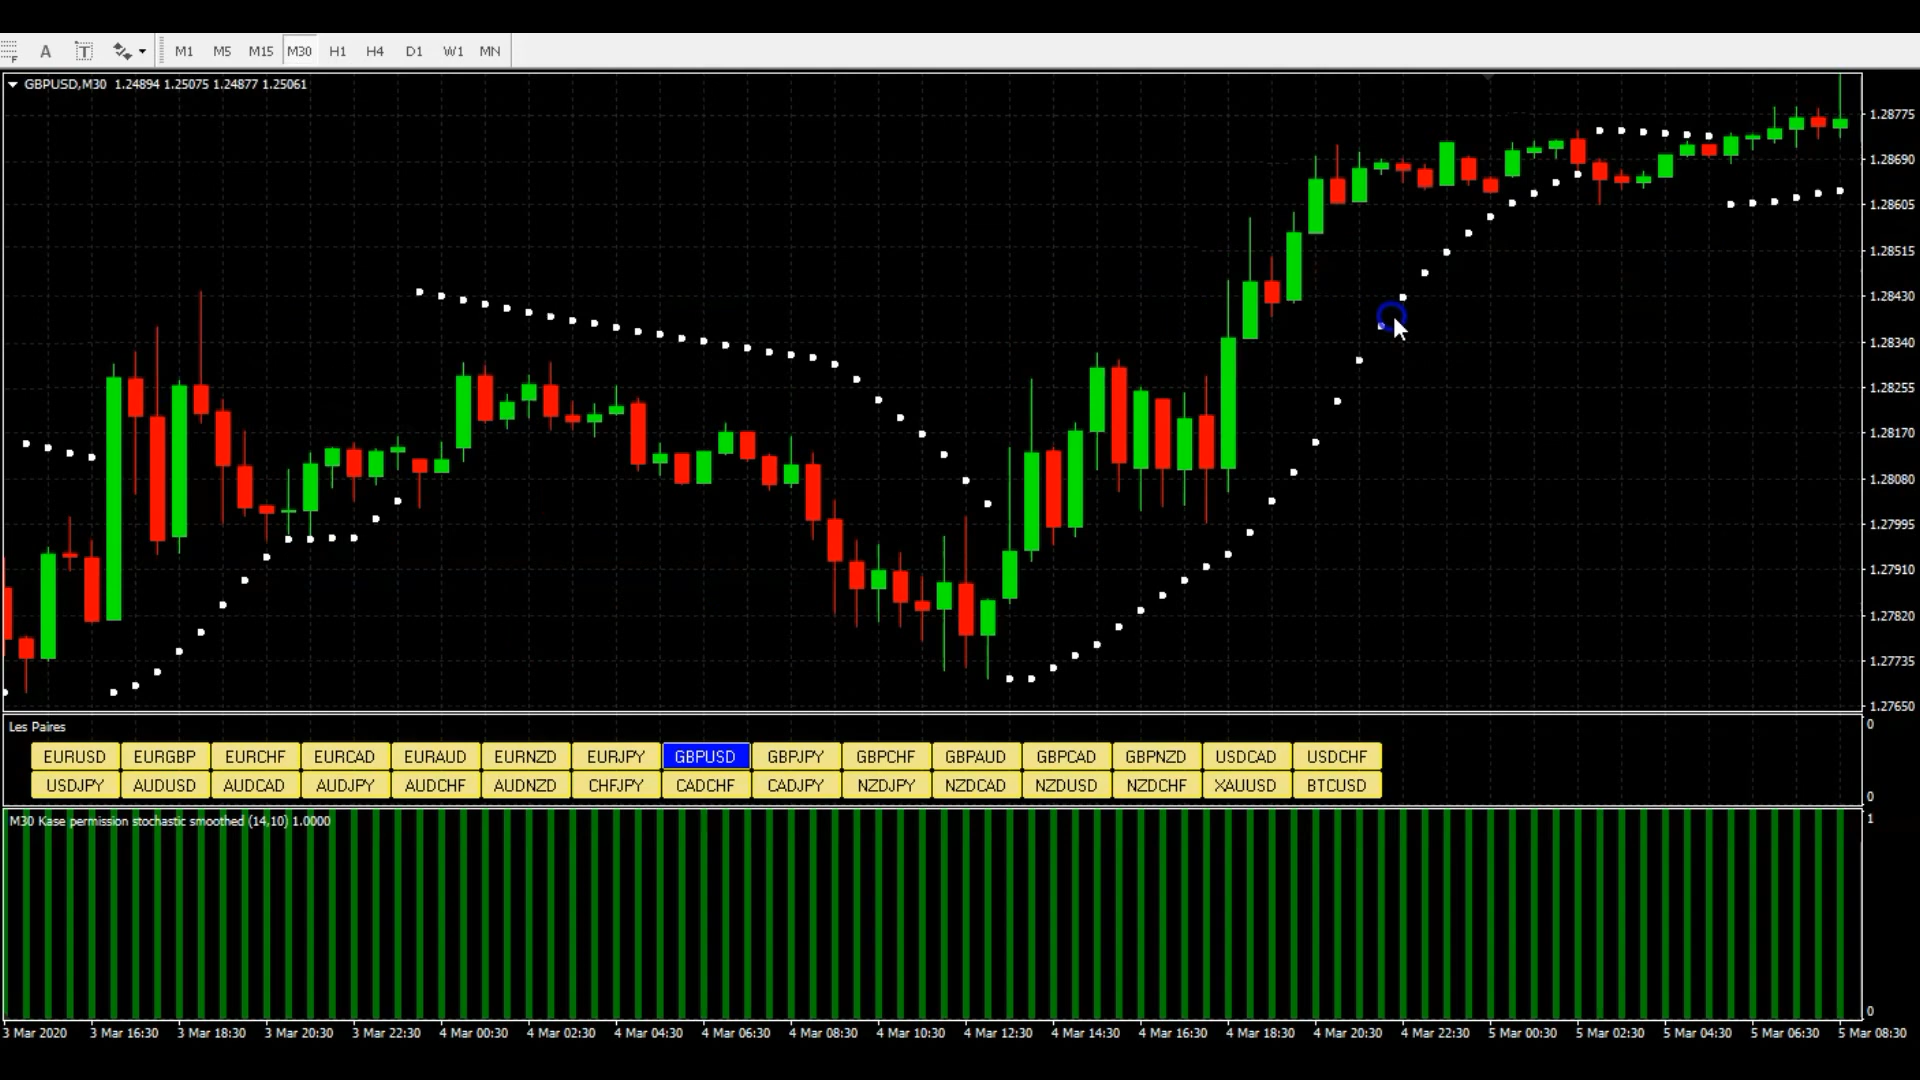 A T M1 M5 M15 M30 H1 H4 D1 W1 MN
GBPUSD,M30 1.24894 1.25075 1.24877 1.25061
1.28775
1.28690
1.28605
1.28515
1.28430
1.28340
1.28255
1.28170
1.28080
1.27995
1.27910
1.27820
1.27735
1.27650
Les Paires
0
EURUSD EURGBP EURCHF EURCAD EURAUD EURNZD EURJPY GBPUSD GBPJPY GBPCHF GBPAUD GBPCAD GBPNZD USDCAD USDCHF
USDJPY AUDUSD AUDCAD AUDJPY AUDCHF AUDNZD CHFJPY CADCHF CADJPY NZDJPY NZDCAD NZDUSD NZDCHF XAUUSD BTCUSD
0
M30 Kase permission stochastic smoothed (14,10) 1.0000
1
0
3 Mar 2020 3 Mar 16:30 3 Mar 18:30 3 Mar 20:30 3 Mar 22:30 4 Mar 00:30 4 Mar 02:30 4 Mar 04:30 4 Mar 06:30 4 Mar 08:30 4 Mar 10:30 4 Mar 12:30 4 Mar 14:30 4 Mar 16:30 4 Mar 18:30 4 Mar 20:30 4 Mar 22:30 5 Mar 00:30 5 Mar 02:30 5 Mar 04:30 5 Mar 06:30 5 Mar 08:30